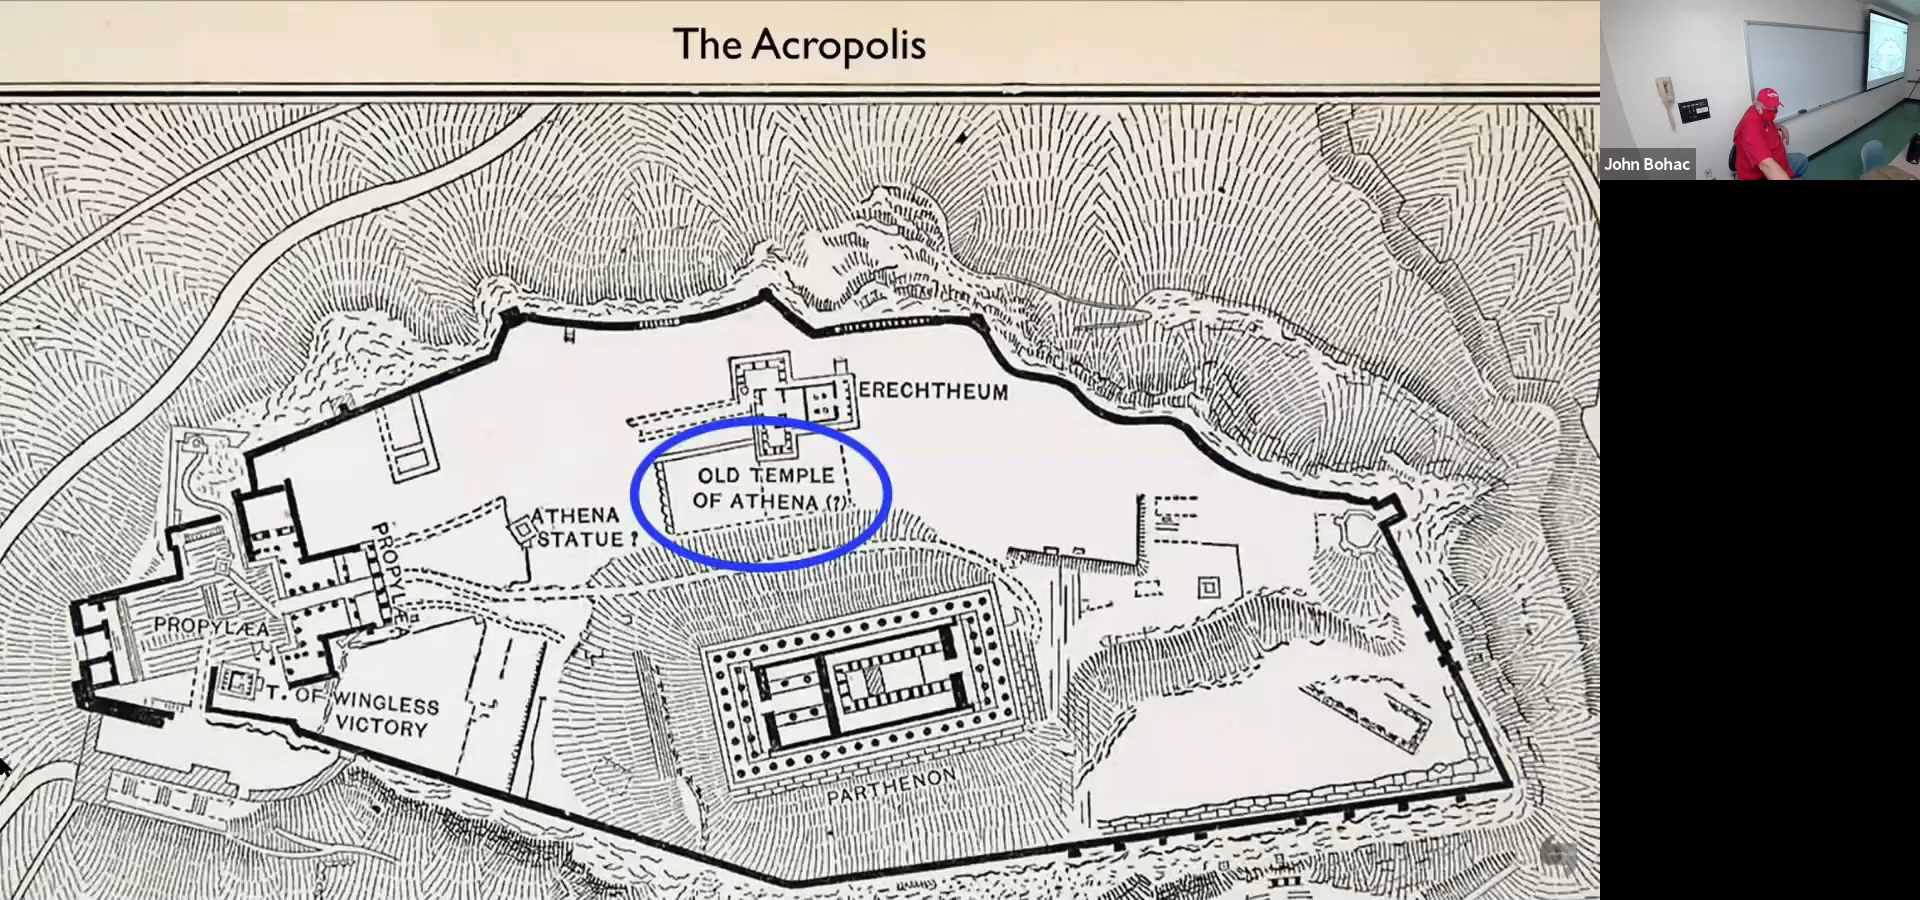 The Acropolis
John Bohac
ERECHTHEUM
OLD TEMPLE
OF ATHENA (?)
ATHENA
STATUE ?
PROPYLÆA
PROPYLÆA
T. OF WINGLESS
VICTORY
PARTHENON